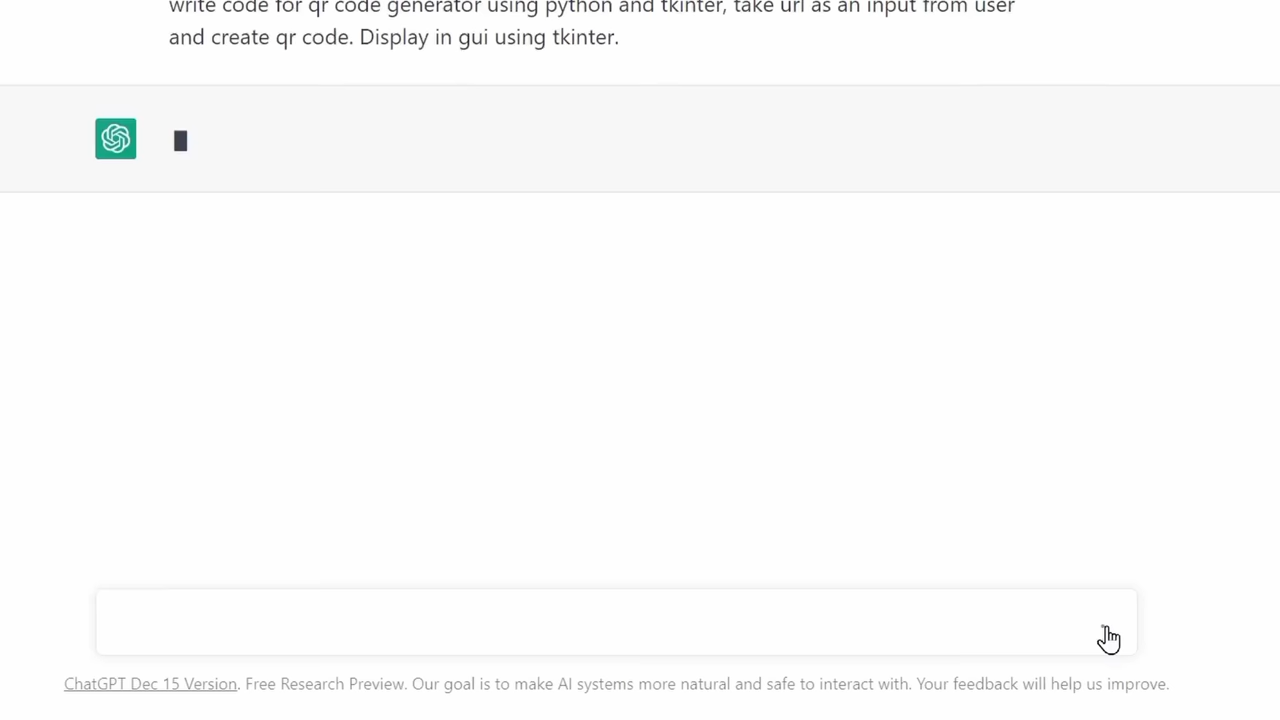 write code for qr code generator using python and tkinter, take url as an input from user
and create qr code. Display in gui using tkinter.
ChatGPT Dec 15 Version. Free Research Preview. Our goal is to make AI systems more natural and safe to interact with. Your feedback will help us improve.